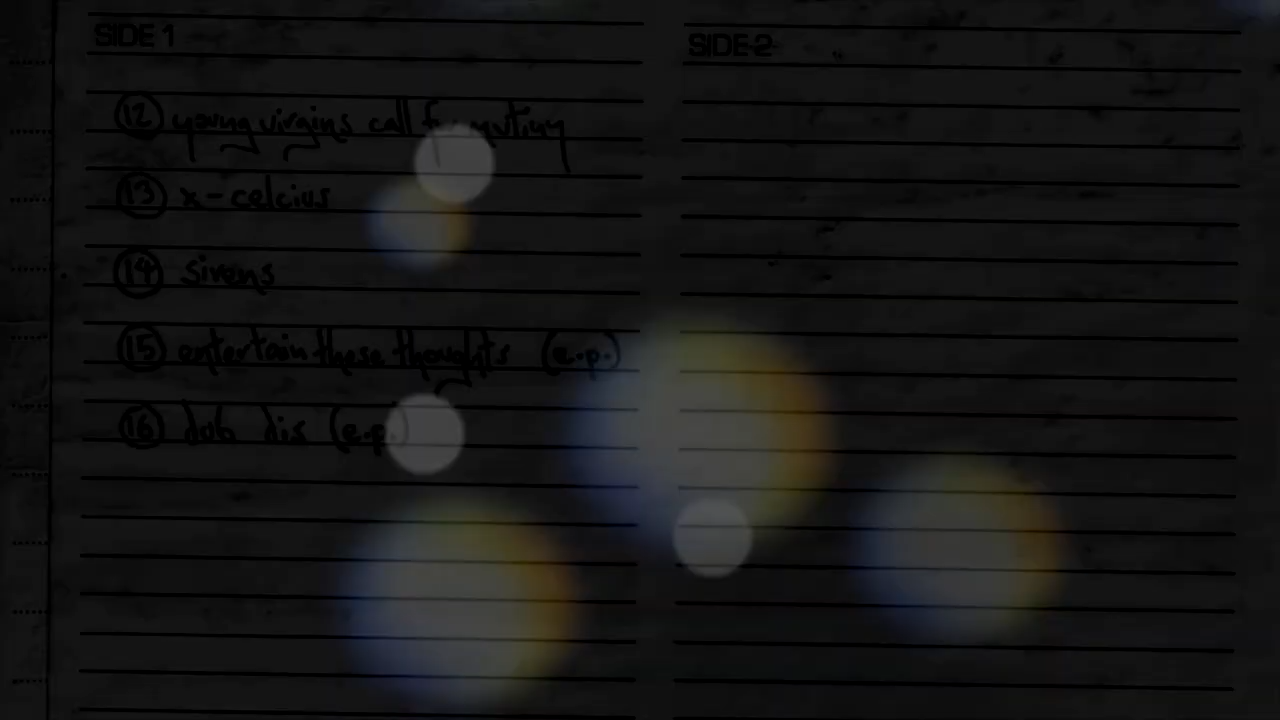 SIDE 1
SIDE 2
12 young virgins call for mutiny
13 x-celcius
14 sirens
15 entertain these thoughts (e.p.)
16 dub dis (e.p.)